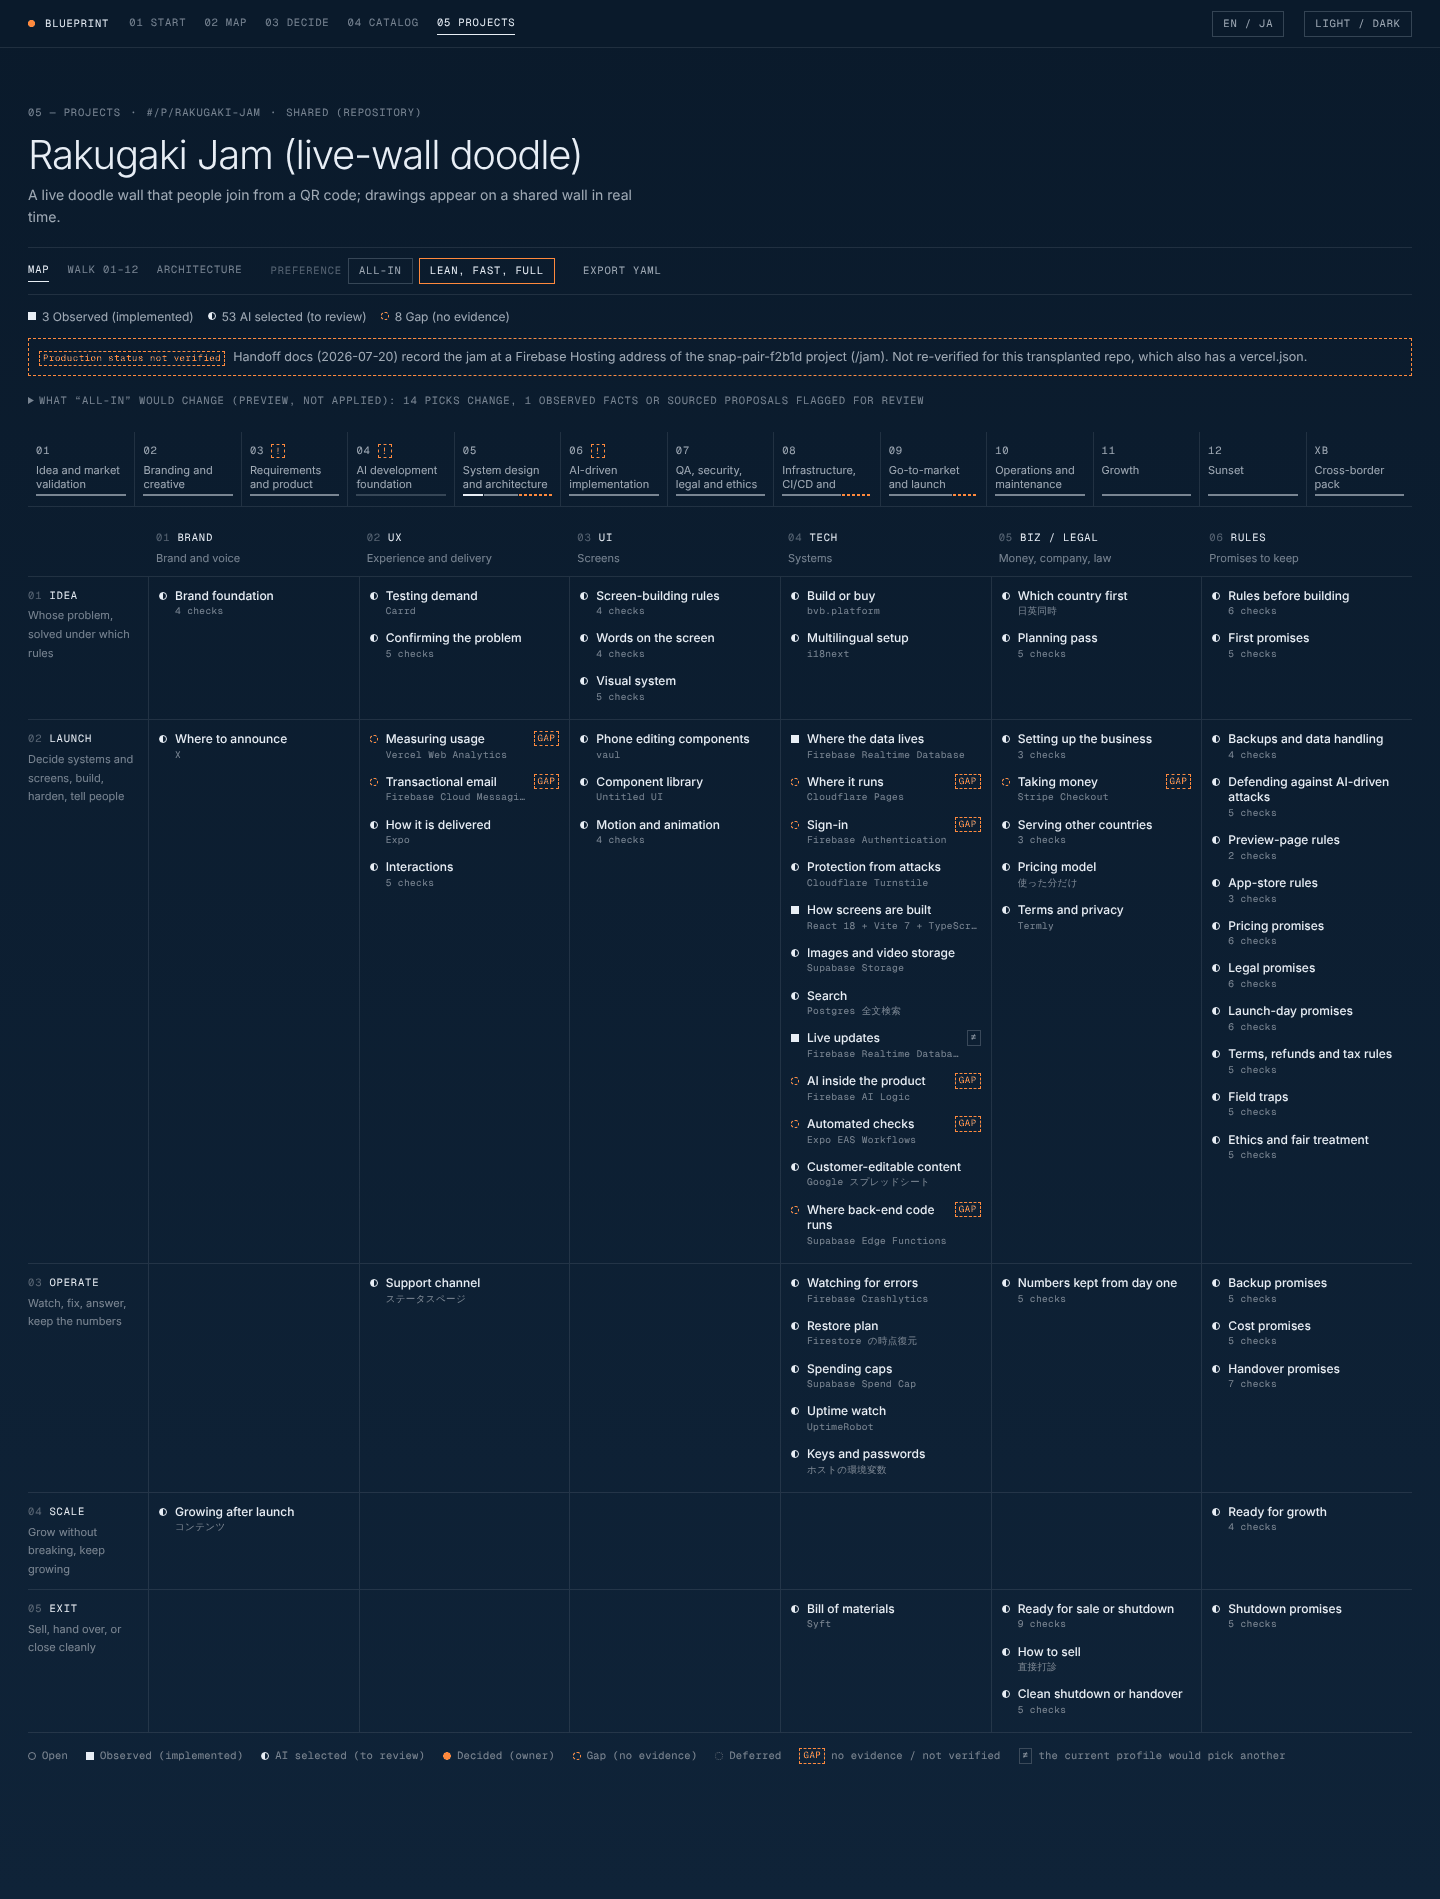 BLUEPRINT 01 START 02 MAP 03 DECIDE 04 CATALOG 05 PROJECTS EN / JA LIGHT / DARK
05 — PROJECTS · #/P/RAKUGAKI-JAM · SHARED (REPOSITORY)
Rakugaki Jam (live-wall doodle)
A live doodle wall that people join from a QR code; drawings appear on a shared wall in real
time.
MAP WALK 01–12 ARCHITECTURE PREFERENCE ALL-IN LEAN, FAST, FULL EXPORT YAML
3 Observed (implemented) 53 AI selected (to review) 8 Gap (no evidence)
Production status not verified Handoff docs (2026-07-20) record the jam at a Firebase Hosting address of the snap-pair-f2b1d project (/jam). Not re-verified for this transplanted repo, which also has a vercel.json.
WHAT “ALL-IN” WOULD CHANGE (PREVIEW, NOT APPLIED): 14 PICKS CHANGE, 1 OBSERVED FACTS OR SOURCED PROPOSALS FLAGGED FOR REVIEW
01
Idea and market
validation
02
Branding and
creative
03 !
Requirements
and product
04 !
AI development
foundation
05
System design
and architecture
06 !
AI-driven
implementation
07
QA, security,
legal and ethics
08
Infrastructure,
CI/CD and
09
Go-to-market
and launch
10
Operations and
maintenance
11
Growth
12
Sunset
XB
Cross-border
pack
01 BRAND
Brand and voice
02 UX
Experience and delivery
03 UI
Screens
04 TECH
Systems
05 BIZ / LEGAL
Money, company, law
06 RULES
Promises to keep
01 IDEA
Whose problem,
solved under which
rules
Brand foundation
4 checks
Testing demand
Carrd
Confirming the problem
5 checks
Screen-building rules
4 checks
Words on the screen
4 checks
Visual system
5 checks
Build or buy
bvb.platform
Multilingual setup
i18next
Which country first
日英同時
Planning pass
5 checks
Rules before building
6 checks
First promises
5 checks
02 LAUNCH
Decide systems and
screens, build,
harden, tell people
Where to announce
X
Measuring usage GAP
Vercel Web Analytics
Transactional email GAP
Firebase Cloud Messagi…
How it is delivered
Expo
Interactions
5 checks
Phone editing components
vaul
Component library
Untitled UI
Motion and animation
4 checks
Where the data lives
Firebase Realtime Database
Where it runs GAP
Cloudflare Pages
Sign-in GAP
Firebase Authentication
Protection from attacks
Cloudflare Turnstile
How screens are built
React 18 + Vite 7 + TypeScr…
Images and video storage
Supabase Storage
Search
Postgres 全文検索
Live updates ≠
Firebase Realtime Databa…
AI inside the product GAP
Firebase AI Logic
Automated checks GAP
Expo EAS Workflows
Customer-editable content
Google スプレッドシート
Where back-end code GAP
runs
Supabase Edge Functions
Setting up the business
3 checks
Taking money GAP
Stripe Checkout
Serving other countries
3 checks
Pricing model
使った分だけ
Terms and privacy
Termly
Backups and data handling
4 checks
Defending against AI-driven
attacks
5 checks
Preview-page rules
2 checks
App-store rules
3 checks
Pricing promises
6 checks
Legal promises
6 checks
Launch-day promises
6 checks
Terms, refunds and tax rules
5 checks
Field traps
5 checks
Ethics and fair treatment
5 checks
03 OPERATE
Watch, fix, answer,
keep the numbers
Support channel
ステータスページ
Watching for errors
Firebase Crashlytics
Restore plan
Firestore の時点復元
Spending caps
Supabase Spend Cap
Uptime watch
UptimeRobot
Keys and passwords
ホストの環境変数
Numbers kept from day one
5 checks
Backup promises
5 checks
Cost promises
5 checks
Handover promises
7 checks
04 SCALE
Grow without
breaking, keep
growing
Growing after launch
コンテンツ
Ready for growth
4 checks
05 EXIT
Sell, hand over, or
close cleanly
Bill of materials
Syft
Ready for sale or shutdown
9 checks
How to sell
直接打診
Clean shutdown or handover
5 checks
Shutdown promises
5 checks
Open Observed (implemented) AI selected (to review) Decided (owner) Gap (no evidence) Deferred GAP no evidence / not verified ≠ the current profile would pick another